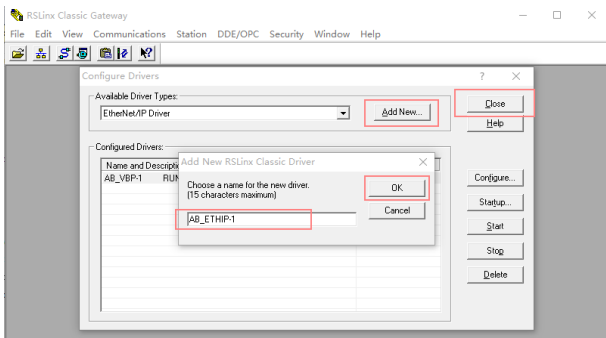 RSLinx Classic Gateway
File Edit View Communications Station DDE/OPC Security Window Help
Configure Drivers
Available Driver Types:
EtherNet/IP Driver
Add New...
Close
Help
Configured Drivers:
Name and Descripti
AB_VBP-1 RUN
Add New RSLinx Classic Driver
Choose a name for the new driver.
(15 characters maximum)
AB_ETHIP-1
OK
Cancel
Configure...
Startup...
Start
Stop
Delete